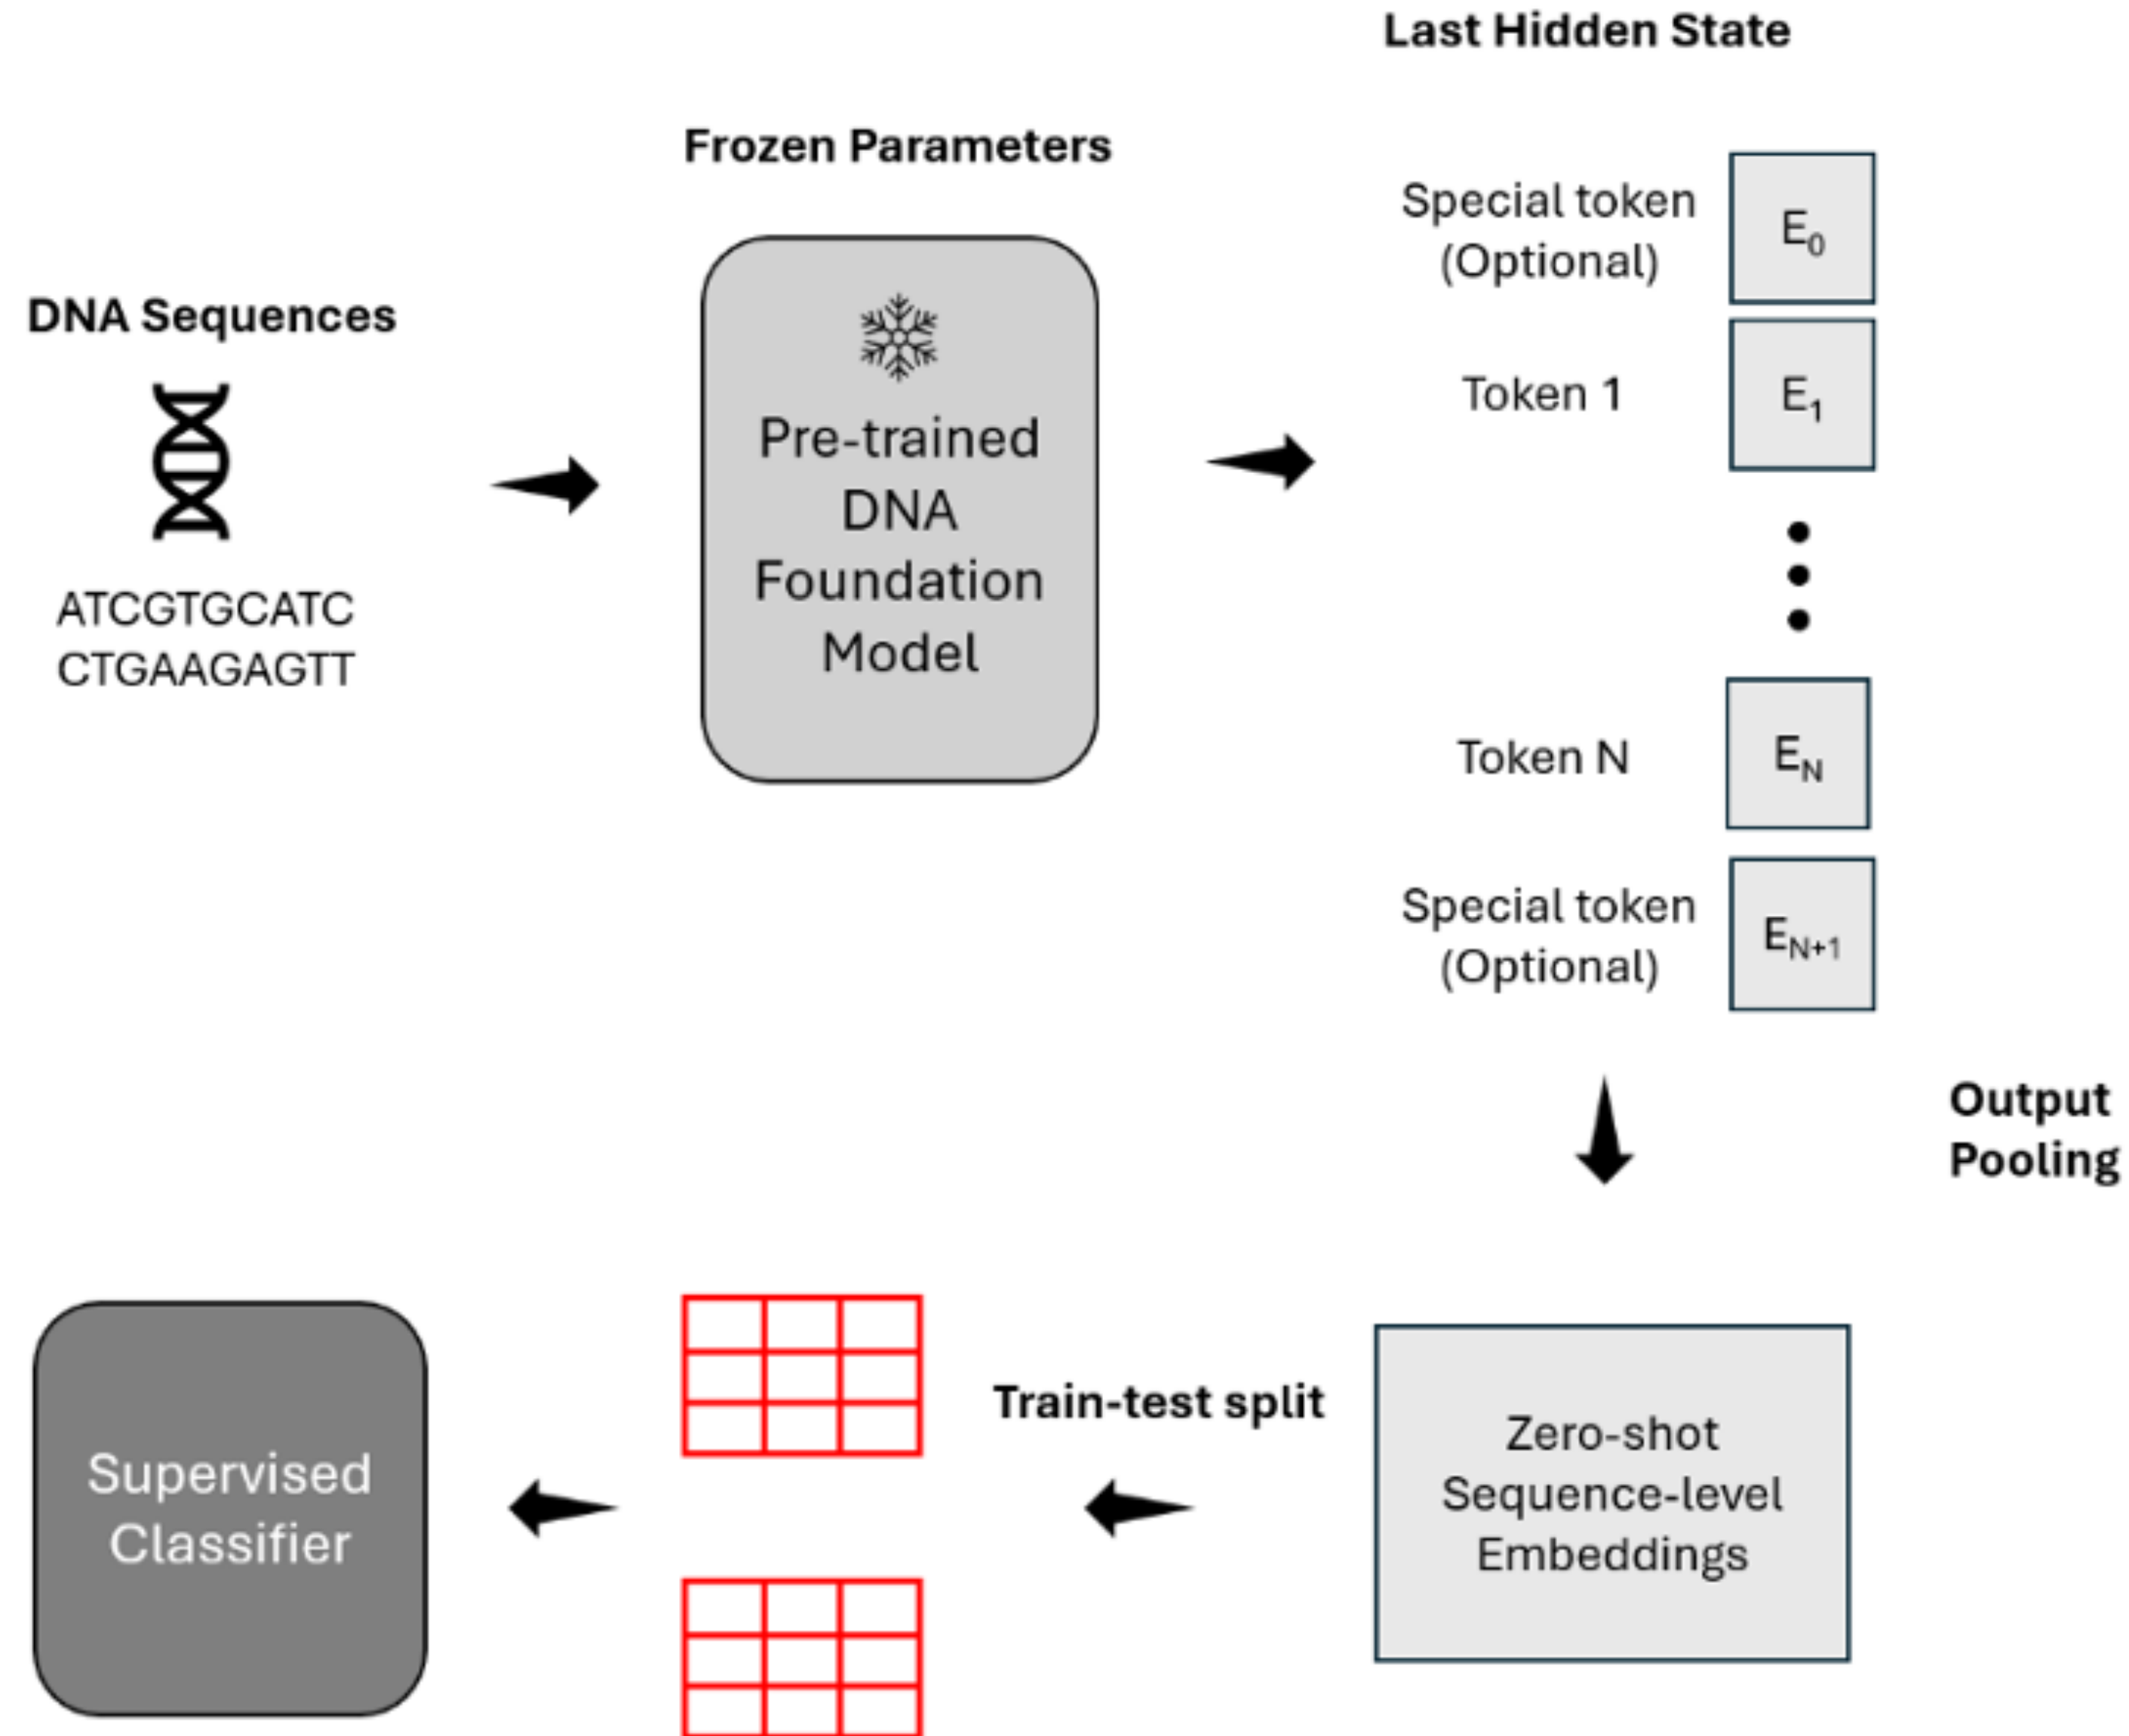 Last Hidden State
Frozen Parameters
Special token
(Optional)
E₀
DNA Sequences
Token 1
E₁
Pre-trained
DNA
Foundation
Model
ATCGTGCATC
CTGAAGAGTT
Token N
E_N
Special token
(Optional)
E_N+1
Output
Pooling
Train-test split
Zero-shot
Sequence-level
Embeddings
Supervised
Classifier